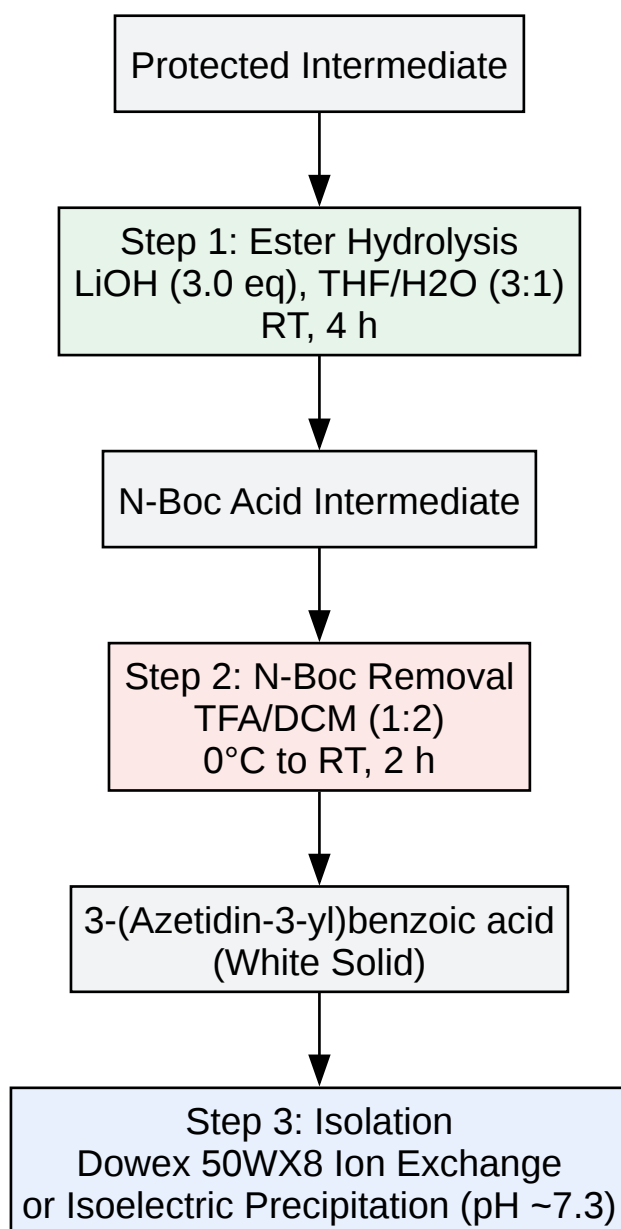 Protected Intermediate
Step 1: Ester Hydrolysis
LiOH (3.0 eq), THF/H2O (3:1)
RT, 4 h
N-Boc Acid Intermediate
Step 2: N-Boc Removal
TFA/DCM (1:2)
0°C to RT, 2 h
3-(Azetidin-3-yl)benzoic acid
(White Solid)
Step 3: Isolation
Dowex 50WX8 Ion Exchange
or Isoelectric Precipitation (pH ~7.3)